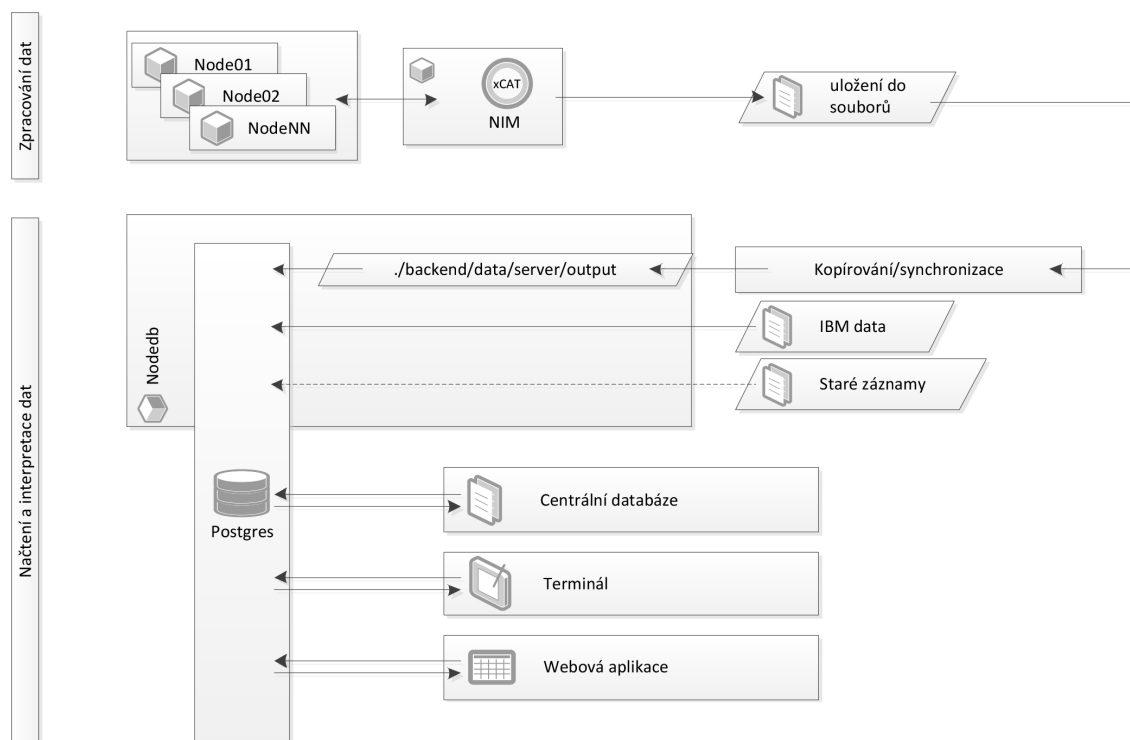 Zpracování dat
Node01
Node02
NodeNN
xCAT
NIM
uložení do
souborů
Načtení a interpretace dat
Nodedb
./backend/data/server/output
Kopírování/synchronizace
IBM data
Staré záznamy
Postgres
Centrální databáze
Terminál
Webová aplikace